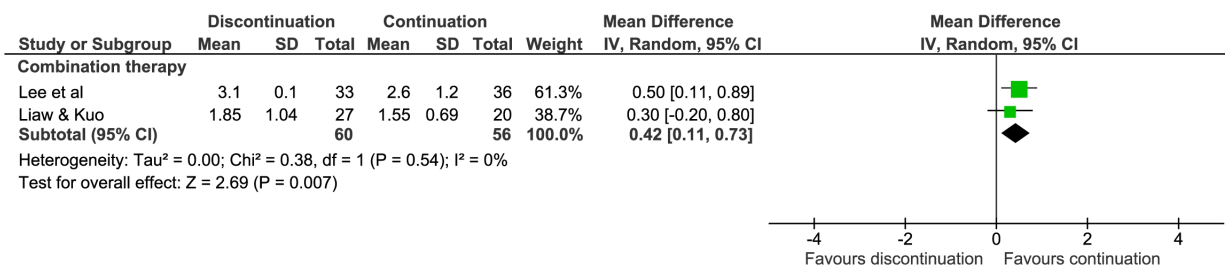 Discontinuation Continuation Mean Difference Mean Difference
Study or Subgroup Mean SD Total Mean SD Total Weight IV, Random, 95% CI IV, Random, 95% CI
Combination therapy
Lee et al 3.1 0.1 33 2.6 1.2 36 61.3% 0.50 [0.11, 0.89]
Liaw & Kuo 1.85 1.04 27 1.55 0.69 20 38.7% 0.30 [-0.20, 0.80]
Subtotal (95% CI) 60 56 100.0% 0.42 [0.11, 0.73]
Heterogeneity: Tau² = 0.00; Chi² = 0.38, df = 1 (P = 0.54); I² = 0%
Test for overall effect: Z = 2.69 (P = 0.007)
-4 -2 0 2 4
Favours discontinuation Favours continuation